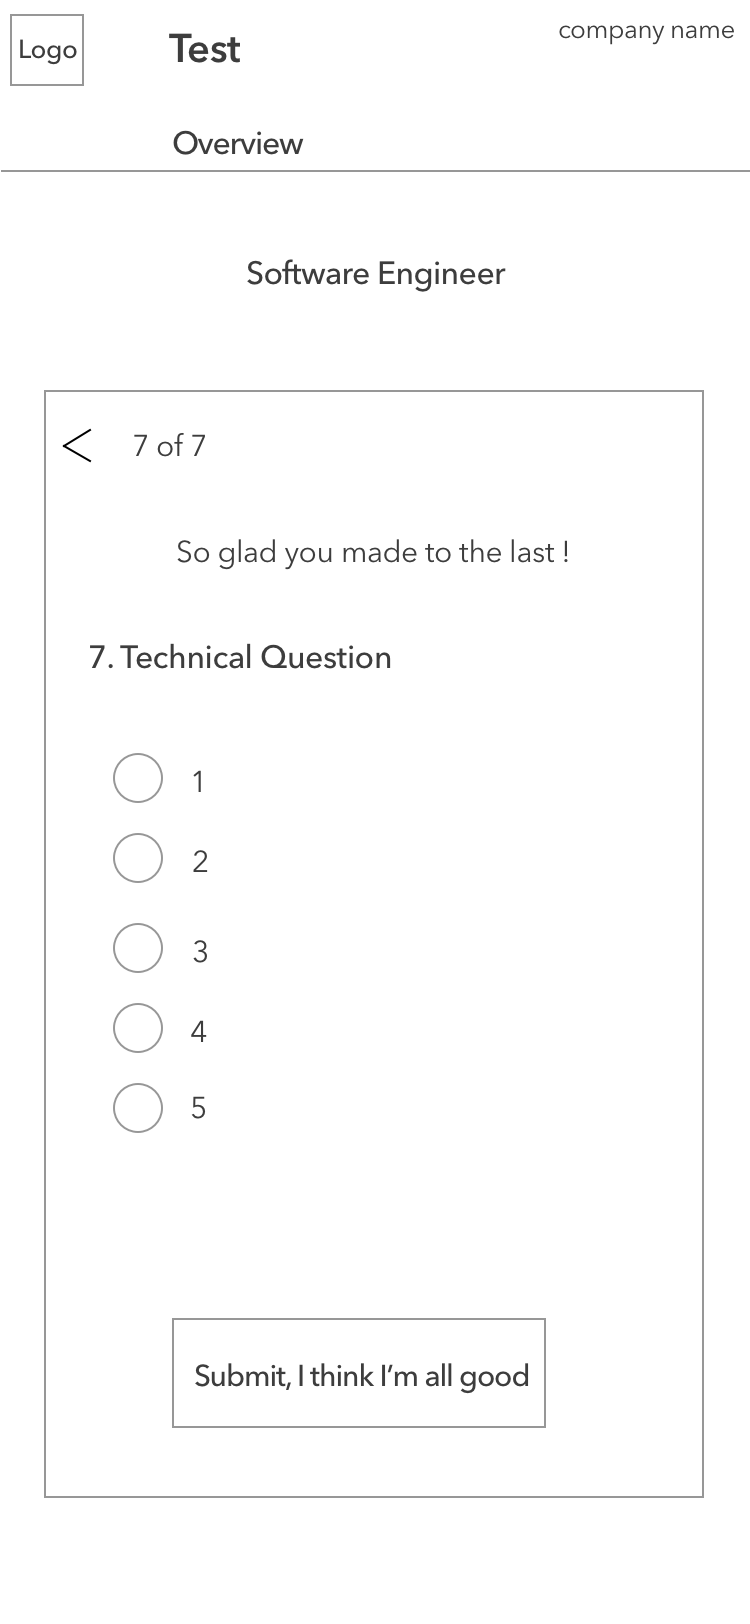 Logo
Test
company name
Overview
Software Engineer
7 of 7
So glad you made to the last !
7. Technical Question
1
2
3
4
5
Submit, I think I’m all good